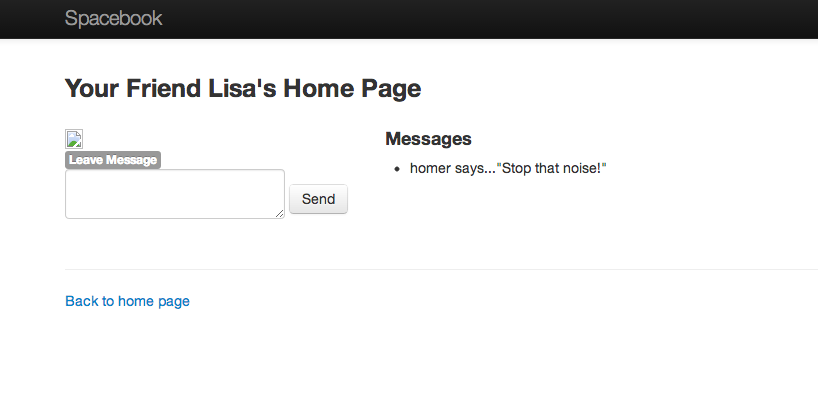 Spacebook
Your Friend Lisa's Home Page
Leave Message
Send
Messages
homer says..."Stop that noise!"
Back to home page